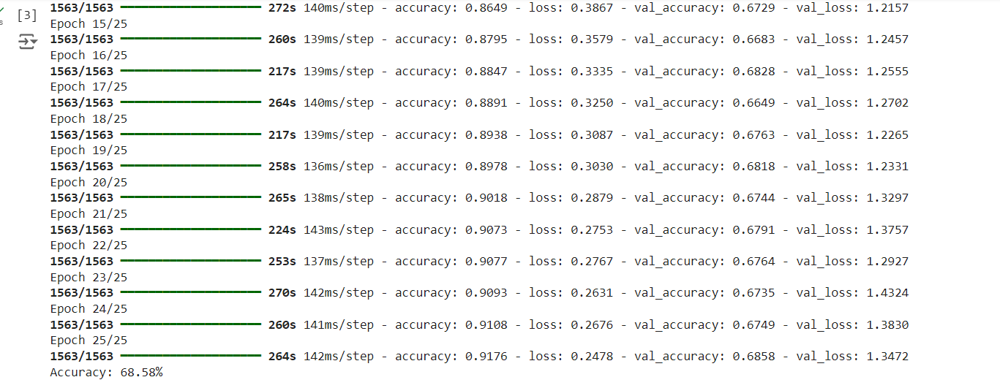 [3]
1563/1563 ━━━━━━━━━━━━━━━━━━━━ 272s 140ms/step - accuracy: 0.8649 - loss: 0.3867 - val_accuracy: 0.6729 - val_loss: 1.2157
Epoch 15/25
1563/1563 ━━━━━━━━━━━━━━━━━━━━ 260s 139ms/step - accuracy: 0.8795 - loss: 0.3579 - val_accuracy: 0.6683 - val_loss: 1.2457
Epoch 16/25
1563/1563 ━━━━━━━━━━━━━━━━━━━━ 217s 139ms/step - accuracy: 0.8847 - loss: 0.3335 - val_accuracy: 0.6828 - val_loss: 1.2555
Epoch 17/25
1563/1563 ━━━━━━━━━━━━━━━━━━━━ 264s 140ms/step - accuracy: 0.8891 - loss: 0.3250 - val_accuracy: 0.6649 - val_loss: 1.2702
Epoch 18/25
1563/1563 ━━━━━━━━━━━━━━━━━━━━ 217s 139ms/step - accuracy: 0.8938 - loss: 0.3087 - val_accuracy: 0.6763 - val_loss: 1.2265
Epoch 19/25
1563/1563 ━━━━━━━━━━━━━━━━━━━━ 258s 136ms/step - accuracy: 0.8978 - loss: 0.3030 - val_accuracy: 0.6818 - val_loss: 1.2331
Epoch 20/25
1563/1563 ━━━━━━━━━━━━━━━━━━━━ 265s 138ms/step - accuracy: 0.9018 - loss: 0.2879 - val_accuracy: 0.6744 - val_loss: 1.3297
Epoch 21/25
1563/1563 ━━━━━━━━━━━━━━━━━━━━ 224s 143ms/step - accuracy: 0.9073 - loss: 0.2753 - val_accuracy: 0.6791 - val_loss: 1.3757
Epoch 22/25
1563/1563 ━━━━━━━━━━━━━━━━━━━━ 253s 137ms/step - accuracy: 0.9077 - loss: 0.2767 - val_accuracy: 0.6764 - val_loss: 1.2927
Epoch 23/25
1563/1563 ━━━━━━━━━━━━━━━━━━━━ 270s 142ms/step - accuracy: 0.9093 - loss: 0.2631 - val_accuracy: 0.6735 - val_loss: 1.4324
Epoch 24/25
1563/1563 ━━━━━━━━━━━━━━━━━━━━ 260s 141ms/step - accuracy: 0.9108 - loss: 0.2676 - val_accuracy: 0.6749 - val_loss: 1.3830
Epoch 25/25
1563/1563 ━━━━━━━━━━━━━━━━━━━━ 264s 142ms/step - accuracy: 0.9176 - loss: 0.2478 - val_accuracy: 0.6858 - val_loss: 1.3472
Accuracy: 68.58%